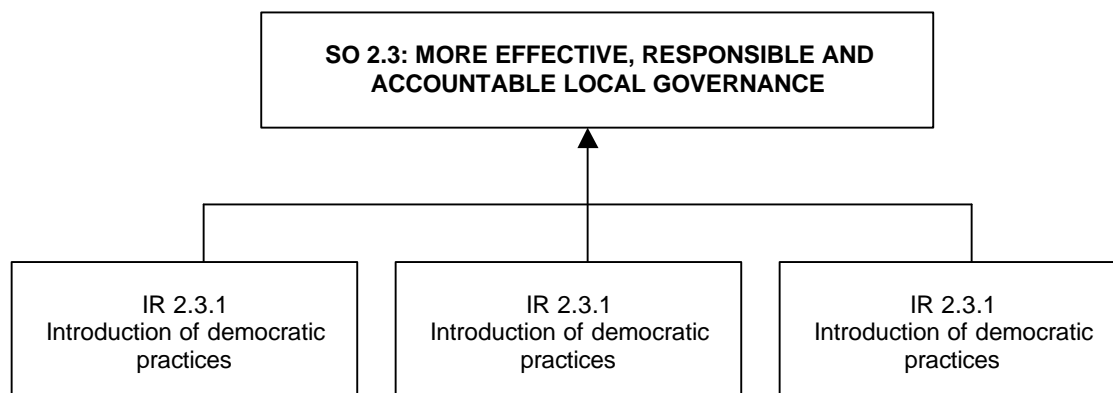 SO 2.3: MORE EFFECTIVE, RESPONSIBLE AND
ACCOUNTABLE LOCAL GOVERNANCE
IR 2.3.1
Introduction of democratic
practices
IR 2.3.1
Introduction of democratic
practices
IR 2.3.1
Introduction of democratic
practices